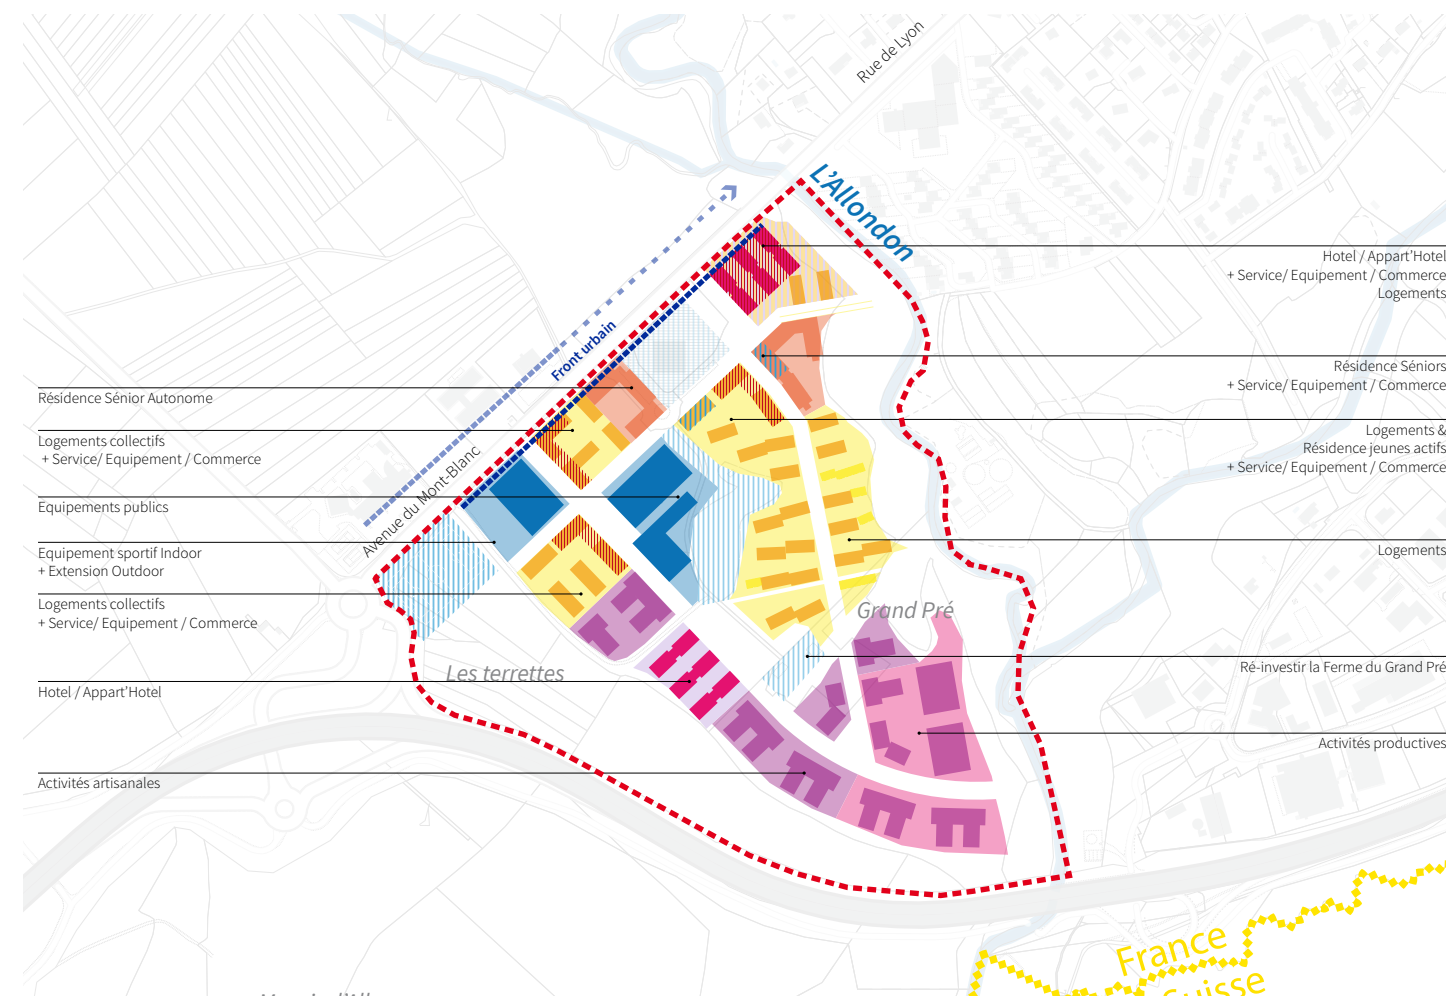 Rue de Lyon
L'Allondon
Hotel / Appart'Hotel
+ Service/ Equipement / Commerce
Logements
Front urbain
Résidence Séniors
+ Service/ Equipement / Commerce
Résidence Sénior Autonome
Logements &
Résidence jeunes actifs
+ Service/ Equipement / Commerce
Logements collectifs
+ Service/ Equipement / Commerce
Avenue du Mont-Blanc
Equipements publics
Equipement sportif Indoor
+ Extension Outdoor
Logements
Logements collectifs
+ Service/ Equipement / Commerce
Grand Pré
Les terrettes
Ré-investir la Ferme du Grand Pré
Hotel / Appart'Hotel
Activités productives
Activités artisanales
France
Suisse